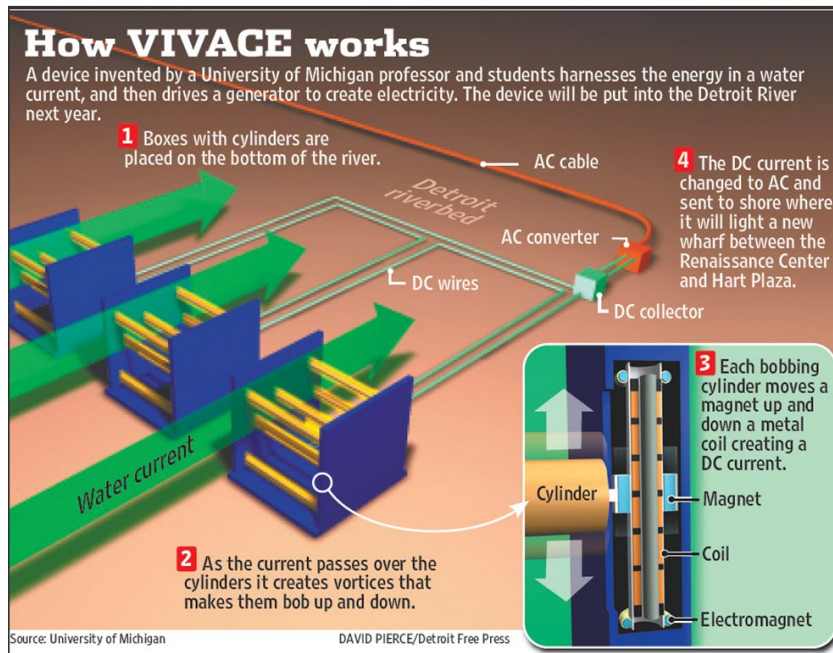 How VIVACE works
A device invented by a University of Michigan professor and students harnesses the energy in a water
current, and then drives a generator to create electricity. The device will be put into the Detroit River
next year.
1 Boxes with cylinders are
placed on the bottom of the river.
AC cable
Detroit
riverbed
4 The DC current is
changed to AC and
sent to shore where
it will light a new
wharf between the
Renaissance Center
and Hart Plaza.
AC converter
DC wires
DC collector
Water current
3 Each bobbing
cylinder moves a
magnet up and
down a metal
coil creating a
DC current.
Cylinder
Magnet
Coil
Electromagnet
2 As the current passes over the
cylinders it creates vortices that
makes them bob up and down.
Source: University of Michigan
DAVID PIERCE/Detroit Free Press